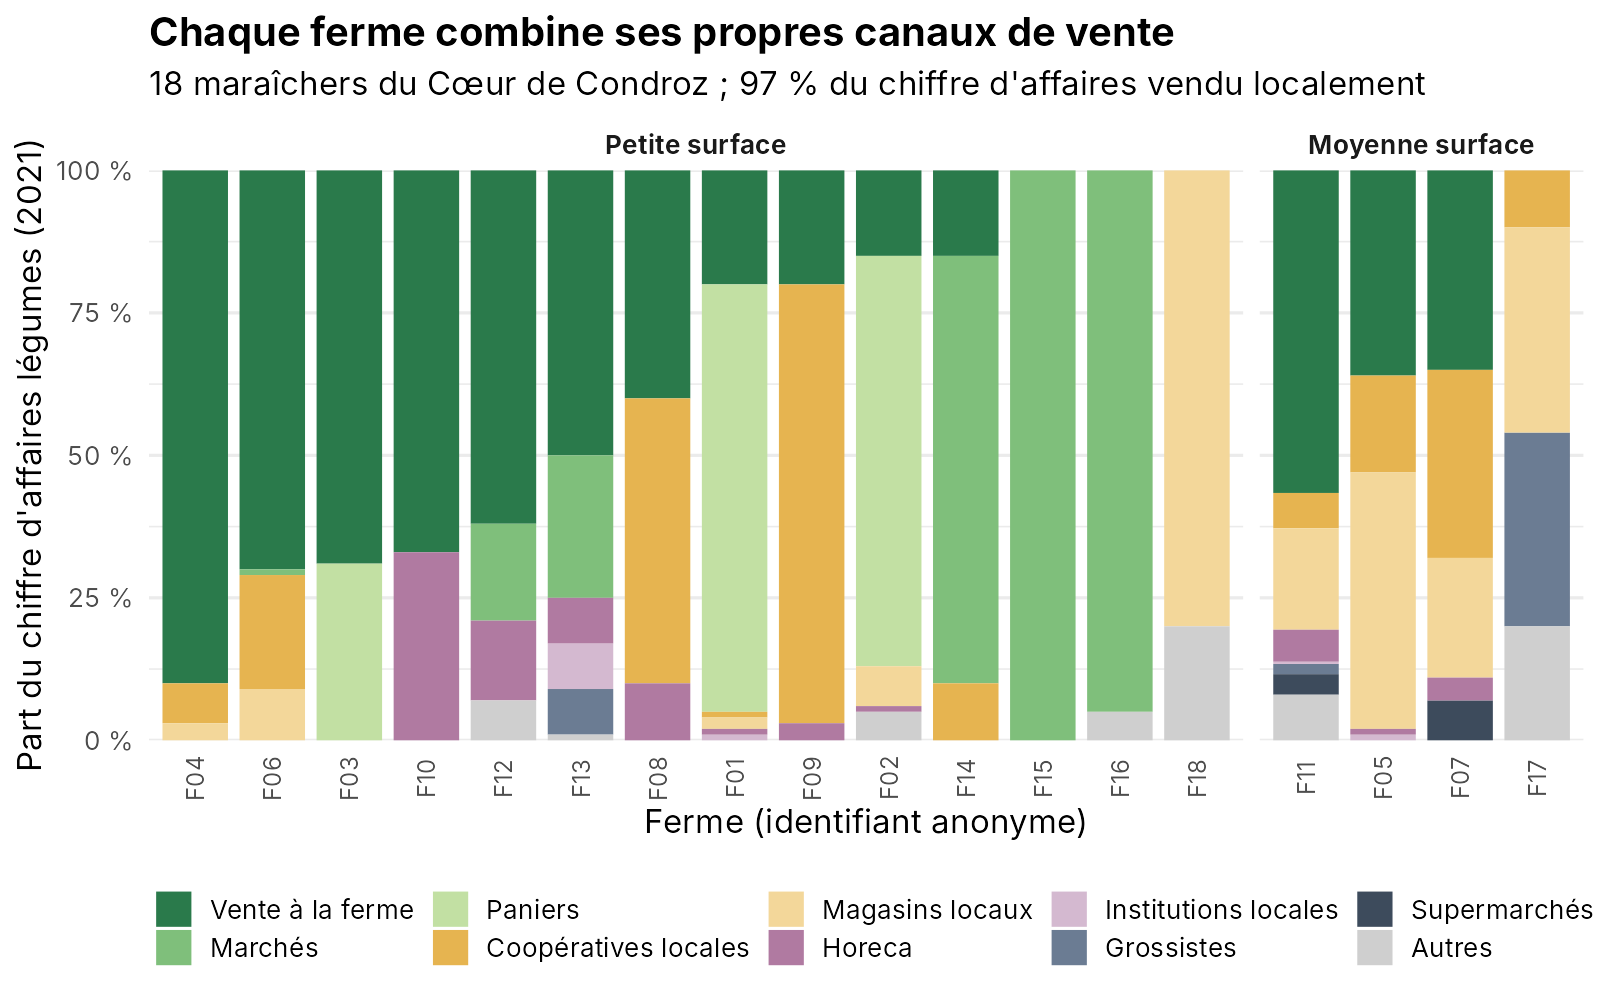 Chaque ferme combine ses propres canaux de vente
18 maraîchers du Cœur de Condroz ; 97 % du chiffre d'affaires vendu localement
Petite surface
Moyenne surface
Part du chiffre d'affaires légumes (2021)
100 %
75 %
50 %
25 %
0 %
F04 F06 F03 F10 F12 F13 F08 F01 F09 F02 F14 F15 F16 F18 F11 F05 F07 F17
Ferme (identifiant anonyme)
Vente à la ferme Paniers Magasins locaux Institutions locales Supermarchés
Marchés Coopératives locales Horeca Grossistes Autres